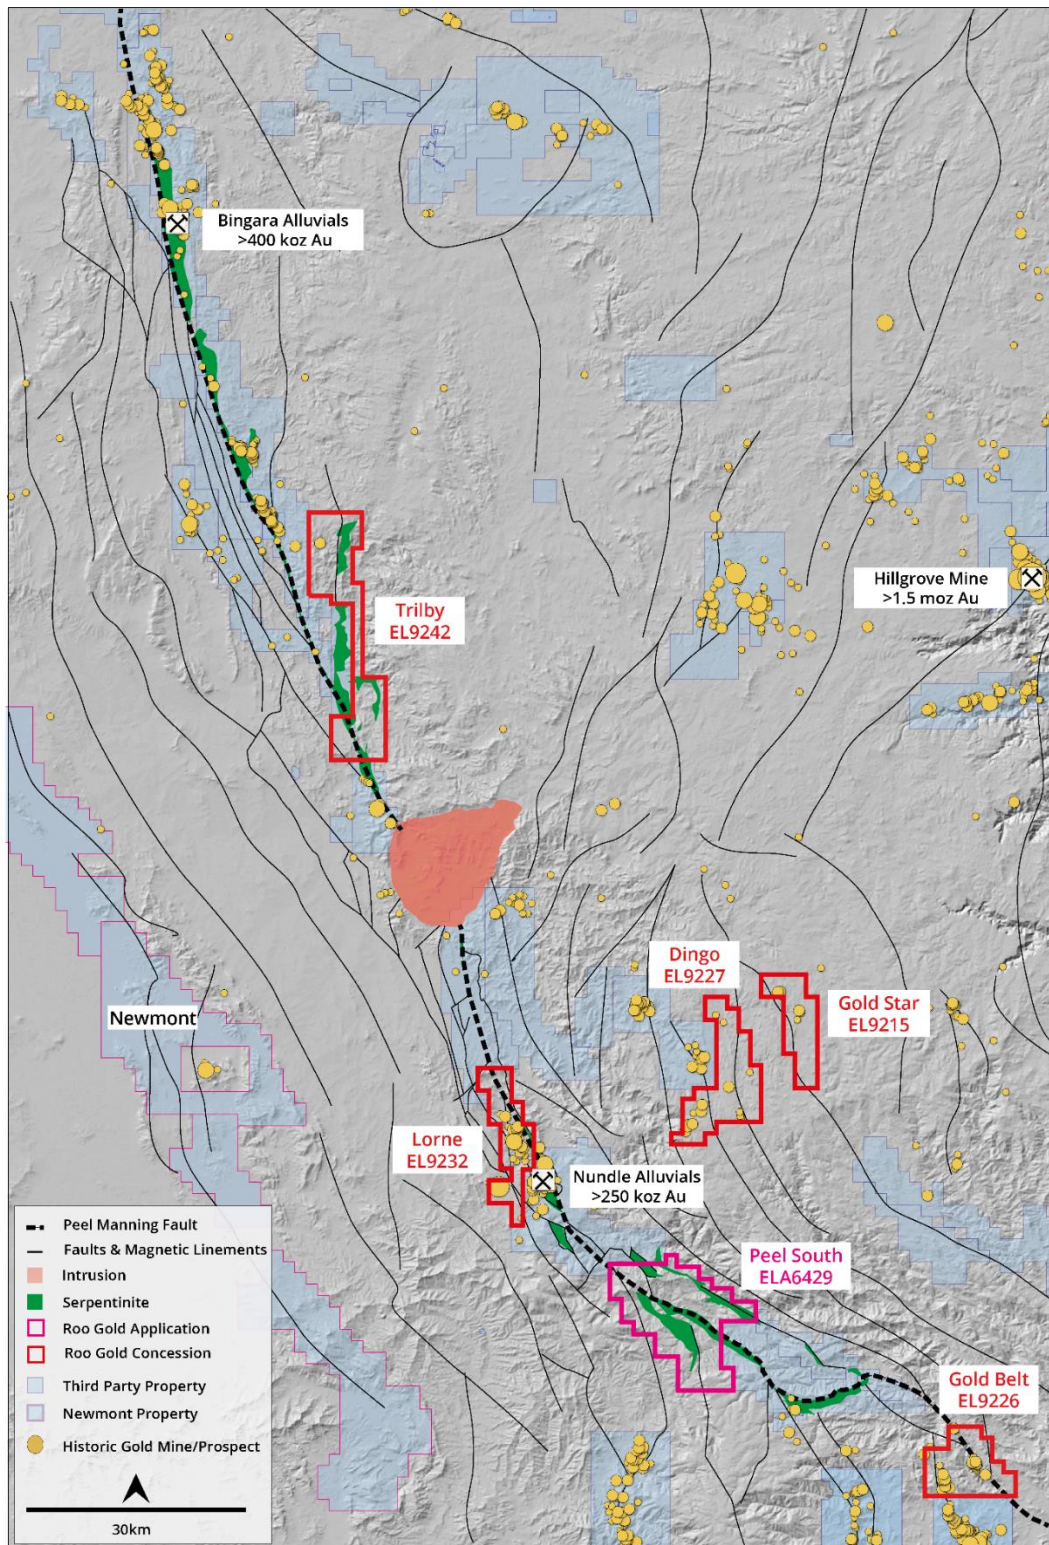 Bingara Alluvials
>400 koz Au
Hillgrove Mine
>1.5 moz Au
Trilby
EL9242
Dingo
EL9227
Gold Star
EL9215
Newmont
Lorne
EL9232
Nundle Alluvials
>250 koz Au
Peel South
ELA6429
Gold Belt
EL9226
Peel Manning Fault
Faults & Magnetic Linements
Intrusion
Serpentinite
Roo Gold Application
Roo Gold Concession
Third Party Property
Newmont Property
Historic Gold Mine/Prospect
30km